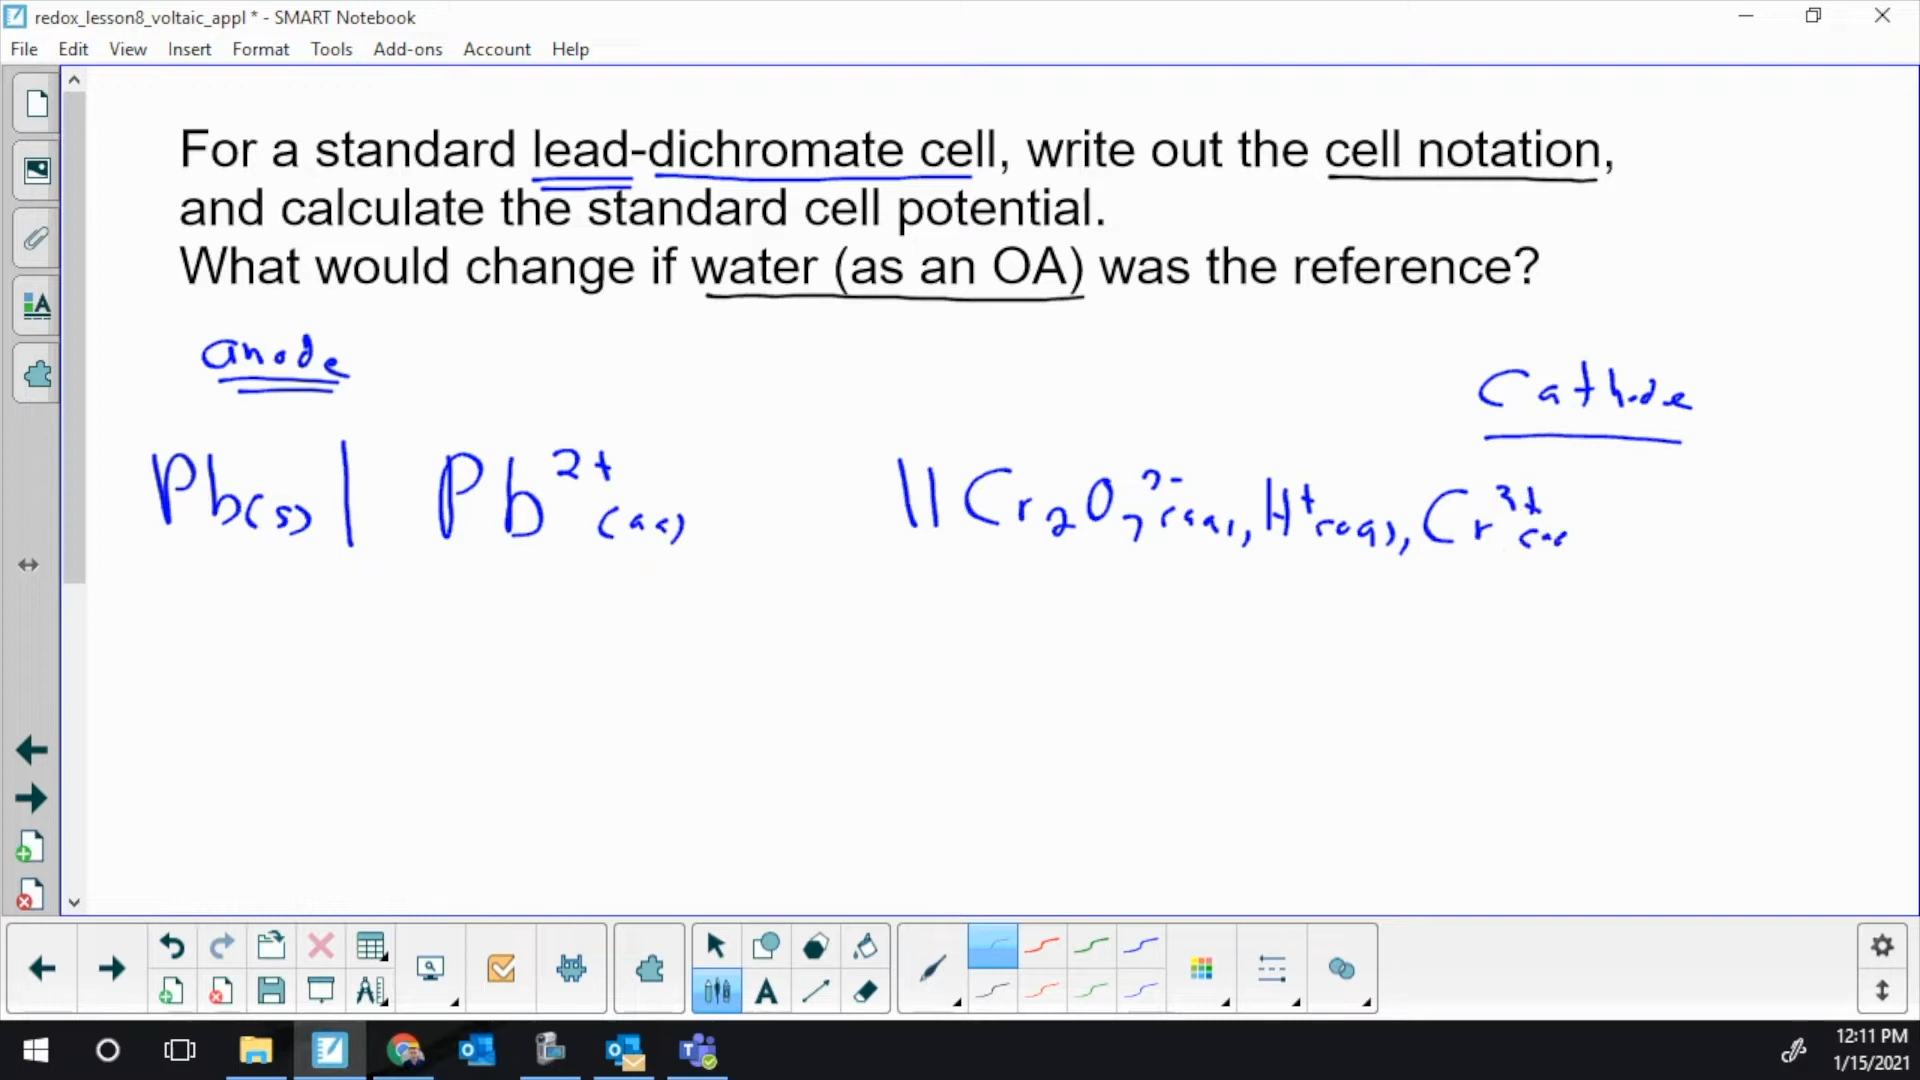 redox_lesson8_voltaic_appl * - SMART Notebook
File Edit View Insert Format Tools Add-ons Account Help
For a standard lead-dichromate cell, write out the cell notation,
and calculate the standard cell potential.
What would change if water (as an OA) was the reference?
anode
Cathode
Pb(s) | Pb²⁺(aq) || Cr₂O₇²⁻(aq), H⁺(aq), Cr³⁺(aq
12:11 PM
1/15/2021